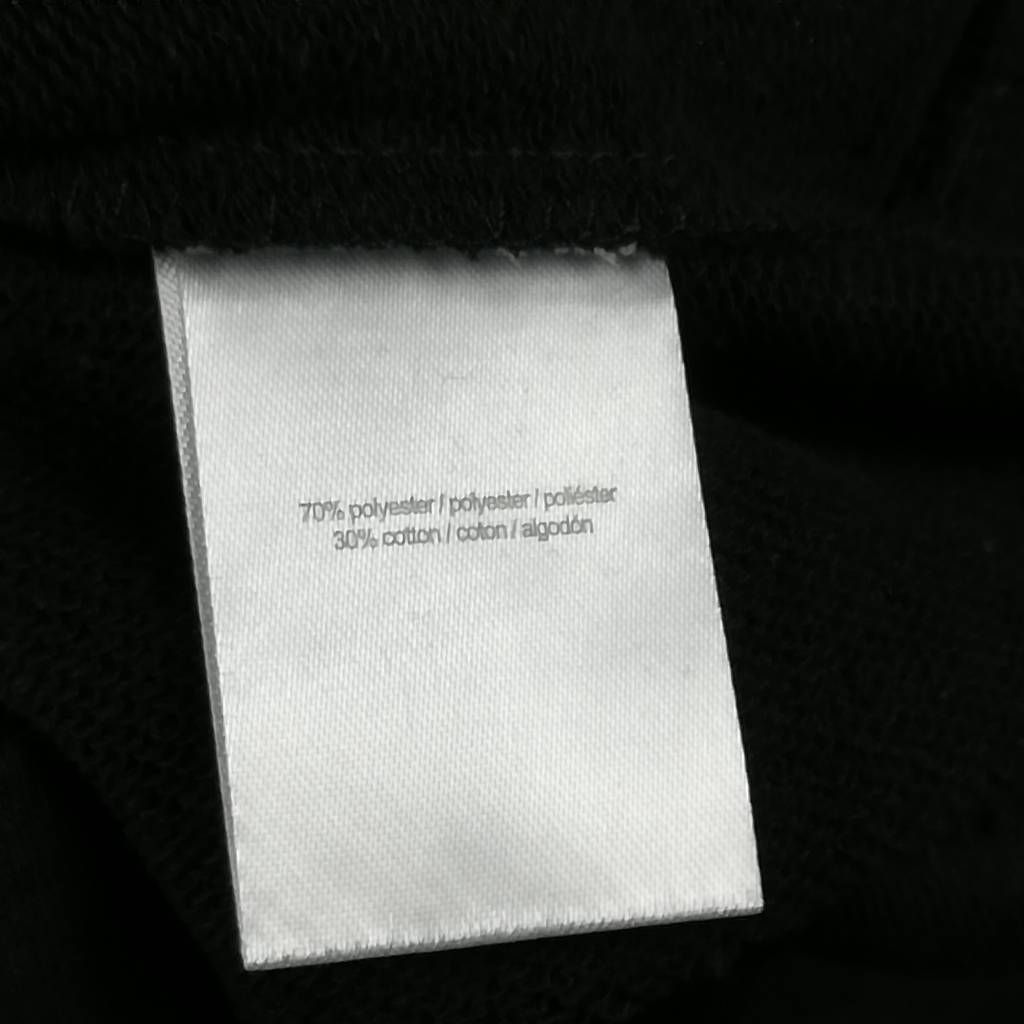 70% polyester / polyester / poliéster
30% cotton / coton / algodón